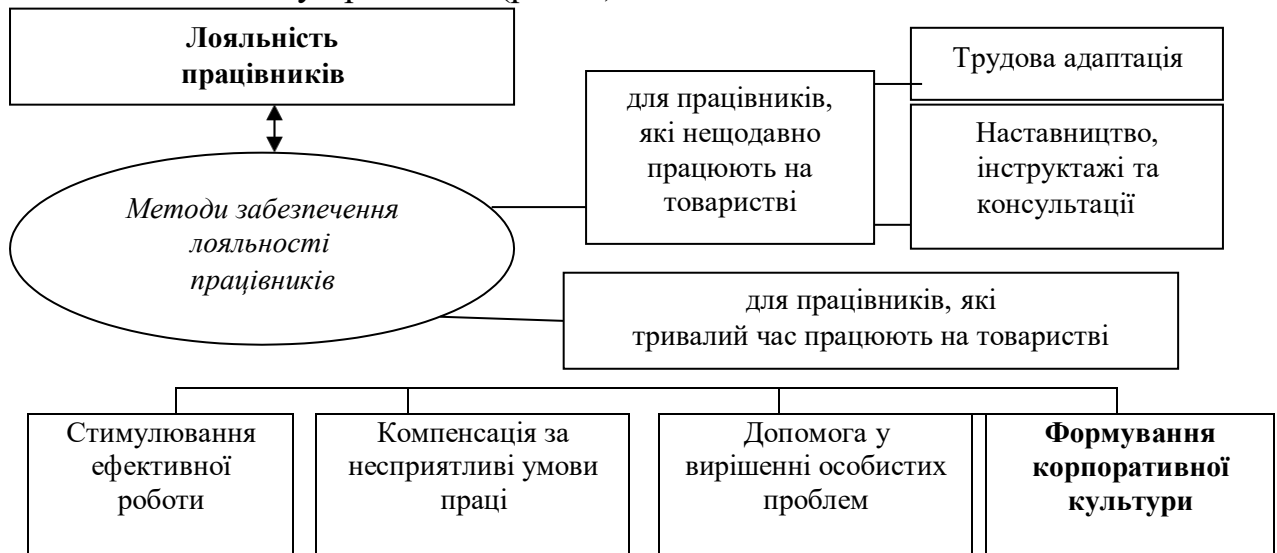 Лояльність
працівників
Трудова адаптація
для працівників,
які нещодавно
працюють на
товаристві
Наставництво,
інструктажі та
консультації
Методи забезпечення
лояльності
працівників
для працівників, які
тривалий час працюють на товаристві
Стимулювання
ефективної
роботи
Компенсація за
несприятливі умови
праці
Допомога у
вирішенні особистих
проблем
Формування
корпоративної
культури